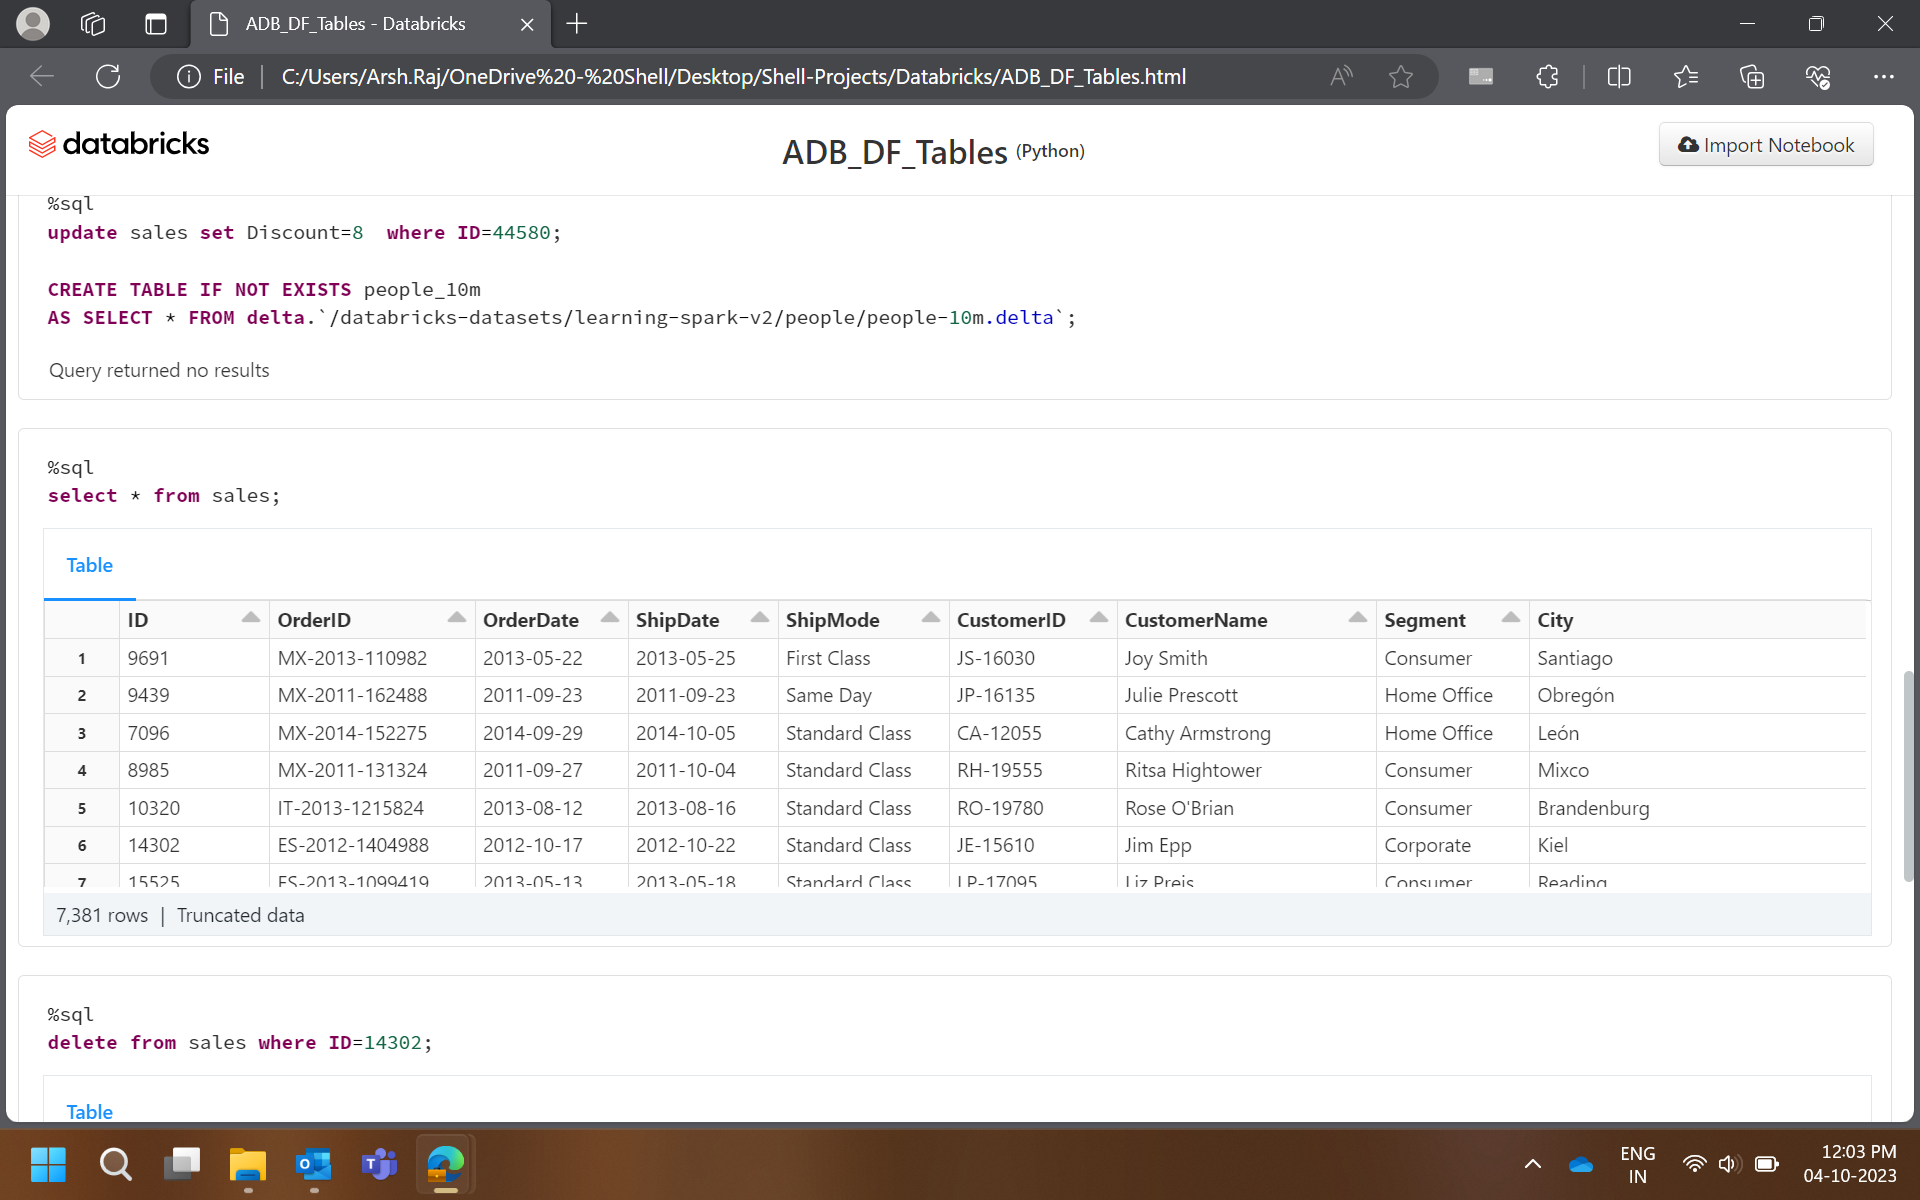 ADB_DF_Tables - Databricks
File
C:/Users/Arsh.Raj/OneDrive%20-%20Shell/Desktop/Shell-Projects/Databricks/ADB_DF_Tables.html
databricks
ADB_DF_Tables (Python)
Import Notebook
%sql
update sales set Discount=8  where ID=44580;
CREATE TABLE IF NOT EXISTS people_10m
AS SELECT * FROM delta.`/databricks-datasets/learning-spark-v2/people/people-10m.delta`;
Query returned no results
%sql
select * from sales;
Table
ID OrderID OrderDate ShipDate ShipMode CustomerID CustomerName Segment City
1 9691 MX-2013-110982 2013-05-22 2013-05-25 First Class JS-16030 Joy Smith Consumer Santiago
2 9439 MX-2011-162488 2011-09-23 2011-09-23 Same Day JP-16135 Julie Prescott Home Office Obregón
3 7096 MX-2014-152275 2014-09-29 2014-10-05 Standard Class CA-12055 Cathy Armstrong Home Office León
4 8985 MX-2011-131324 2011-09-27 2011-10-04 Standard Class RH-19555 Ritsa Hightower Consumer Mixco
5 10320 IT-2013-1215824 2013-08-12 2013-08-16 Standard Class RO-19780 Rose O'Brian Consumer Brandenburg
6 14302 ES-2012-1404988 2012-10-17 2012-10-22 Standard Class JE-15610 Jim Epp Corporate Kiel
7 15525 ES-2013-1099419 2013-05-13 2013-05-18 Standard Class LP-17095 Liz Preis Consumer Reading
7,381 rows | Truncated data
%sql
delete from sales where ID=14302;
Table
ENG
IN
12:03 PM
04-10-2023